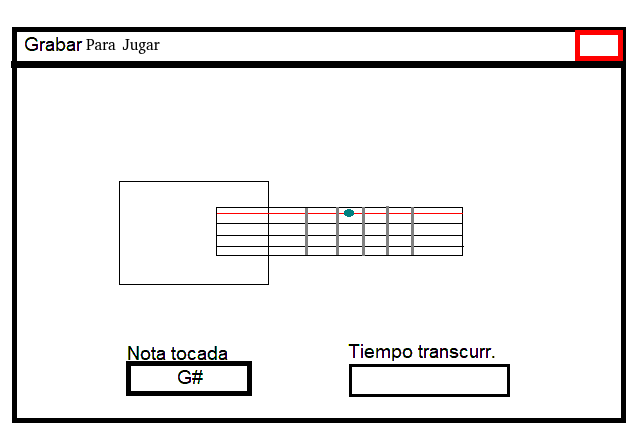 Grabar Para Jugar
Nota tocada
G#
Tiempo transcurr.